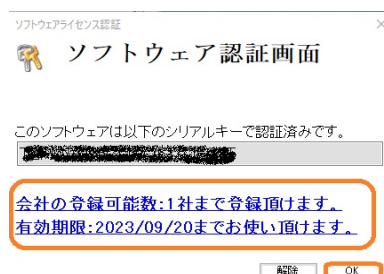 ソフトウェアライセンス認証
ソフトウェア認証画面
このソフトウェアは以下のシリアルキーで認証済みです。
会社の登録可能数:1社まで登録頂けます。
有効期限:2023/09/20までお使い頂けます。
解除 OK